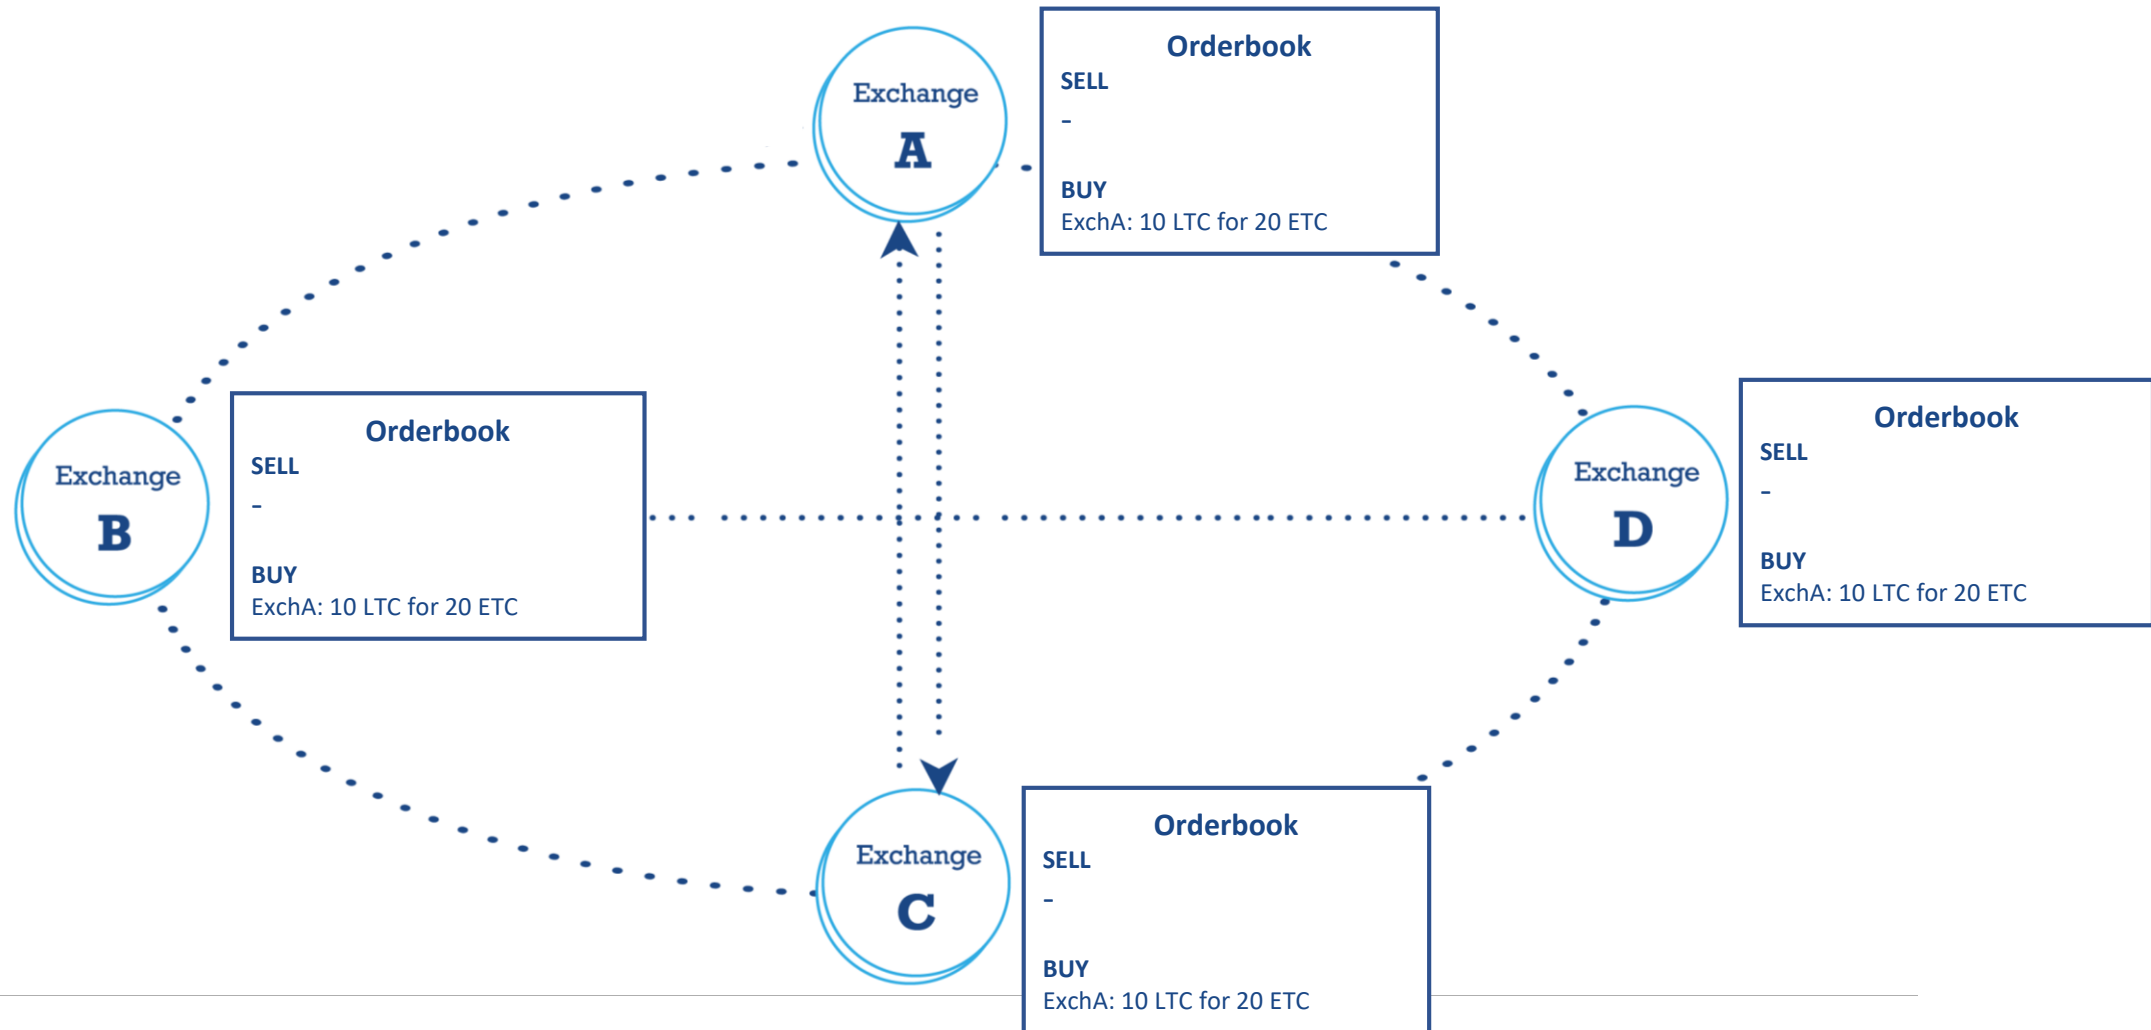 Exchange
A
Orderbook
SELL
-
BUY
ExchA: 10 LTC for 20 ETC
Exchange
B
Orderbook
SELL
-
BUY
ExchA: 10 LTC for 20 ETC
Exchange
D
Orderbook
SELL
-
BUY
ExchA: 10 LTC for 20 ETC
Exchange
C
Orderbook
SELL
-
BUY
ExchA: 10 LTC for 20 ETC